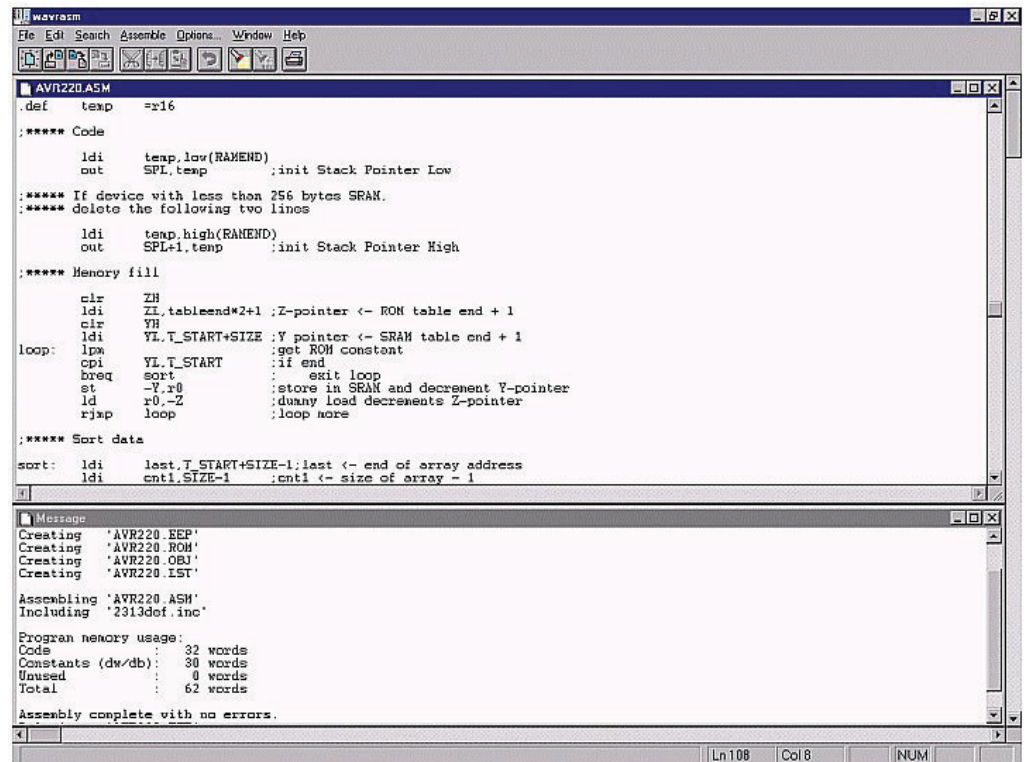 wavrasm
File Edit Search Assemble Options... Window Help
AVR220.ASM
.def temp =r16
;***** Code
ldi temp,low(RAMEND)
out SPL,temp ;init Stack Pointer Low
;***** If device with less than 256 bytes SRAM,
;***** delete the following two lines
ldi temp,high(RAMEND)
out SPL+1,temp ;init Stack Pointer High
;***** Memory fill
clr ZH
ldi ZL,tableend*2+1 ;Z-pointer <- ROM table end + 1
clr YH
ldi YL,T_START+SIZE ;Y pointer <- SRAM table end + 1
loop: lpm ;get ROM constant
cpi YL,T_START ;if end
breq sort ; exit loop
st -Y,r0 ;store in SRAM and decrement Y-pointer
ld r0,-Z ;dummy load decrements Z-pointer
rjmp loop ;loop more
;***** Sort data
sort: ldi last,T_START+SIZE-1;last <- end of array address
ldi cnt1,SIZE-1 ;cnt1 <- size of array - 1
Message
Creating 'AVR220.EEP'
Creating 'AVR220.ROM'
Creating 'AVR220.OBJ'
Creating 'AVR220.LST'
Assembling 'AVR220.ASM'
Including '2313def.inc'
Program memory usage:
Code : 32 words
Constants (dw/db): 30 words
Unused : 0 words
Total : 62 words
Assembly complete with no errors.
Ln 108 Col 8 NUM